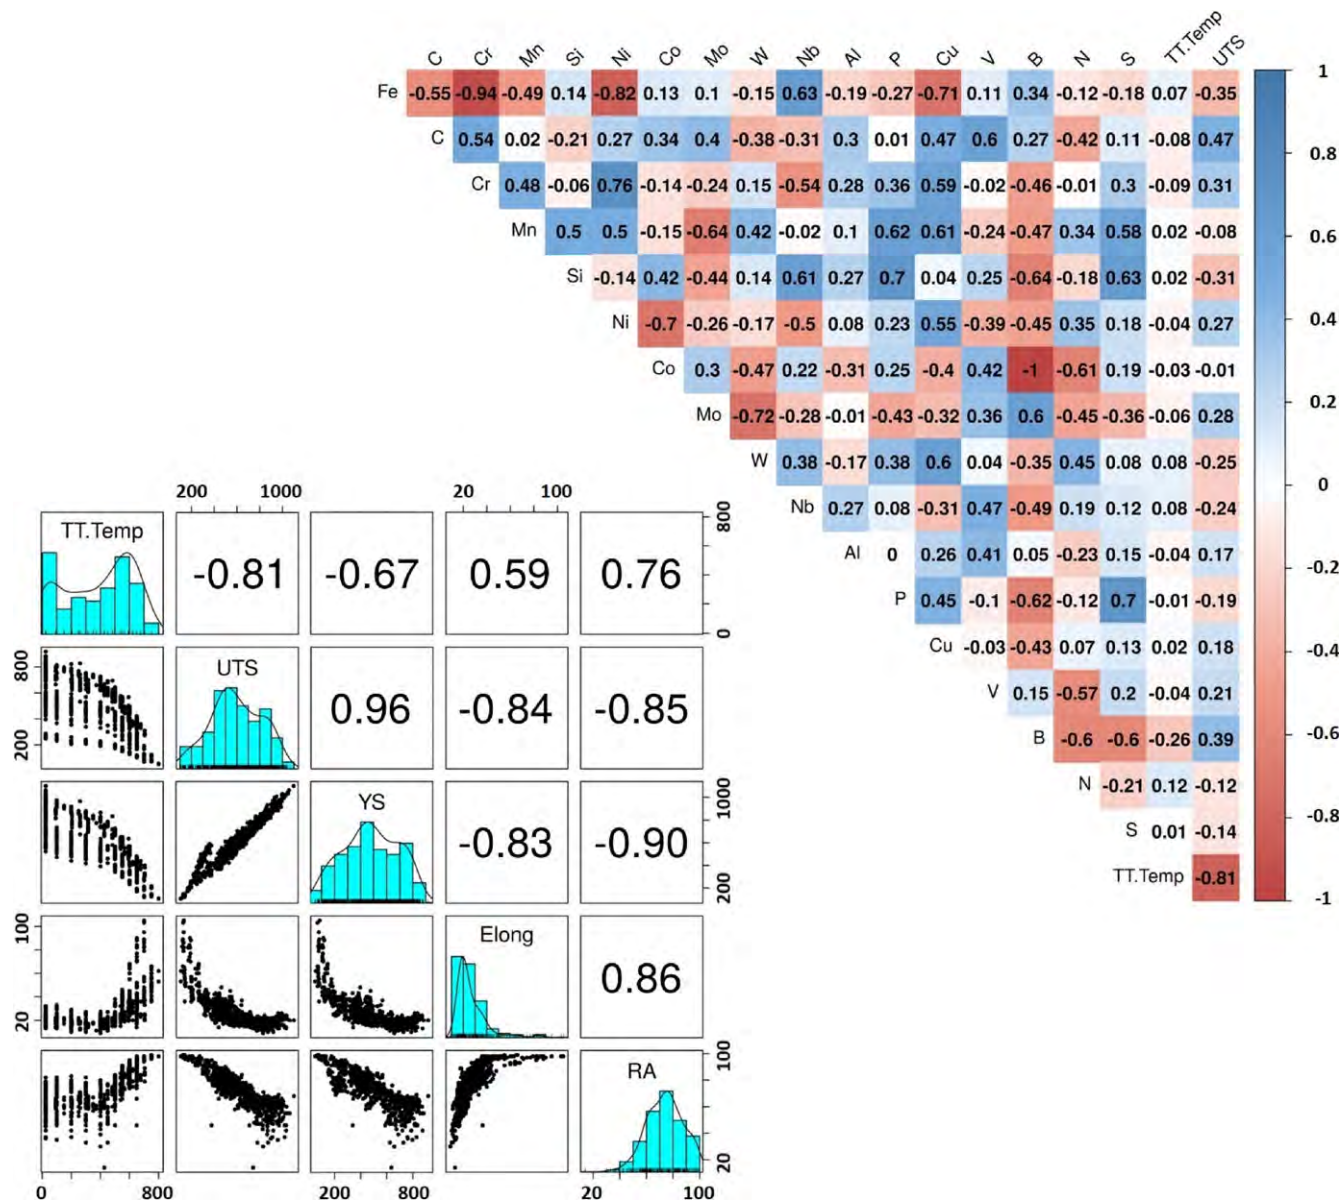 C Cr Mn Si Ni Co Mo W Nb Al P Cu V B N S TT.Temp UTS
Fe -0.55 -0.94 -0.49 0.14 -0.82 0.13 0.1 -0.15 0.63 -0.19 -0.27 -0.71 0.11 0.34 -0.12 -0.18 0.07 -0.35
C 0.54 0.02 -0.21 0.27 0.34 0.4 -0.38 -0.31 0.3 0.01 0.47 0.6 0.27 -0.42 0.11 -0.08 0.47
Cr 0.48 -0.06 0.76 -0.14 -0.24 0.15 -0.54 0.28 0.36 0.59 -0.02 -0.46 -0.01 0.3 -0.09 0.31
Mn 0.5 0.5 -0.15 -0.64 0.42 -0.02 0.1 0.62 0.61 -0.24 -0.47 0.34 0.58 0.02 -0.08
Si -0.14 0.42 -0.44 0.14 0.61 0.27 0.7 0.04 0.25 -0.64 -0.18 0.63 0.02 -0.31
Ni -0.7 -0.26 -0.17 -0.5 0.08 0.23 0.55 -0.39 -0.45 0.35 0.18 -0.04 0.27
Co 0.3 -0.47 0.22 -0.31 0.25 -0.4 0.42 -1 -0.61 0.19 -0.03 -0.01
Mo -0.72 -0.28 -0.01 -0.43 -0.32 0.36 0.6 -0.45 -0.36 -0.06 0.28
W 0.38 -0.17 0.38 0.6 0.04 -0.35 0.45 0.08 0.08 -0.25
Nb 0.27 0.08 -0.31 0.47 -0.49 0.19 0.12 0.08 -0.24
Al 0 0.26 0.41 0.05 -0.23 0.15 -0.04 0.17
P 0.45 -0.1 -0.62 -0.12 0.7 -0.01 -0.19
Cu -0.03 -0.43 0.07 0.13 0.02 0.18
V 0.15 -0.57 0.2 -0.04 0.21
B -0.6 -0.6 -0.26 0.39
N -0.21 0.12 -0.12
S 0.01 -0.14
TT.Temp -0.81
1
0.8
0.6
0.4
0.2
0
-0.2
-0.4
-0.6
-0.8
-1
200 1000 20 100
TT.Temp -0.81 -0.67 0.59 0.76 800 0
800 200 UTS 0.96 -0.84 -0.85
YS -0.83 -0.90 1000 200
100 20 Elong 0.86
RA 100 20
0 800 200 800 20 100